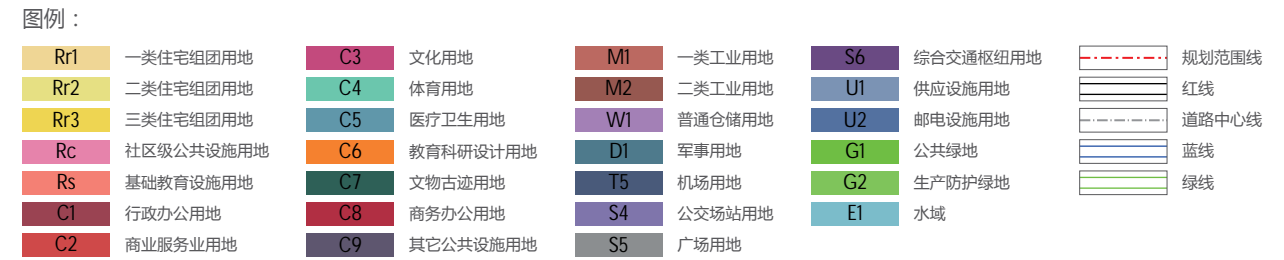 图例：
Rr1 一类住宅组团用地
Rr2 二类住宅组团用地
Rr3 三类住宅组团用地
Rc 社区级公共设施用地
Rs 基础教育设施用地
C1 行政办公用地
C2 商业服务业用地
C3 文化用地
C4 体育用地
C5 医疗卫生用地
C6 教育科研设计用地
C7 文物古迹用地
C8 商务办公用地
C9 其它公共设施用地
M1 一类工业用地
M2 二类工业用地
W1 普通仓储用地
D1 军事用地
T5 机场用地
S4 公交场站用地
S5 广场用地
S6 综合交通枢纽用地
U1 供应设施用地
U2 邮电设施用地
G1 公共绿地
G2 生产防护绿地
E1 水域
规划范围线
红线
道路中心线
蓝线
绿线